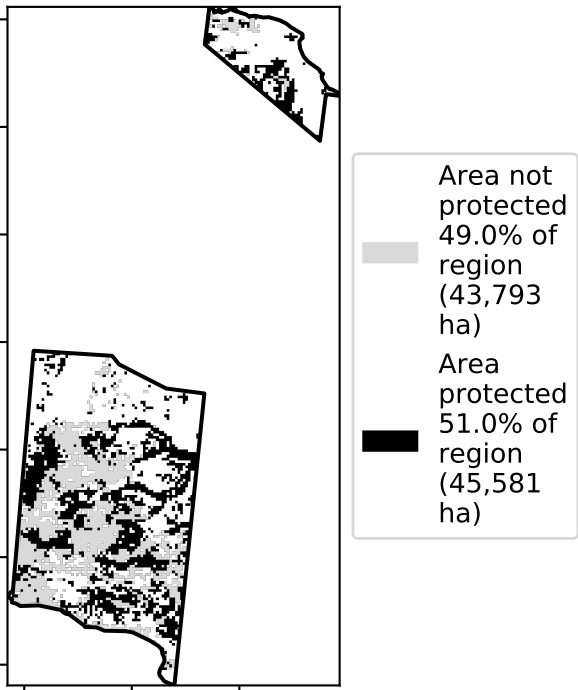 Area not
protected
49.0% of
region
(43,793
ha)
Area
protected
51.0% of
region
(45,581
ha)